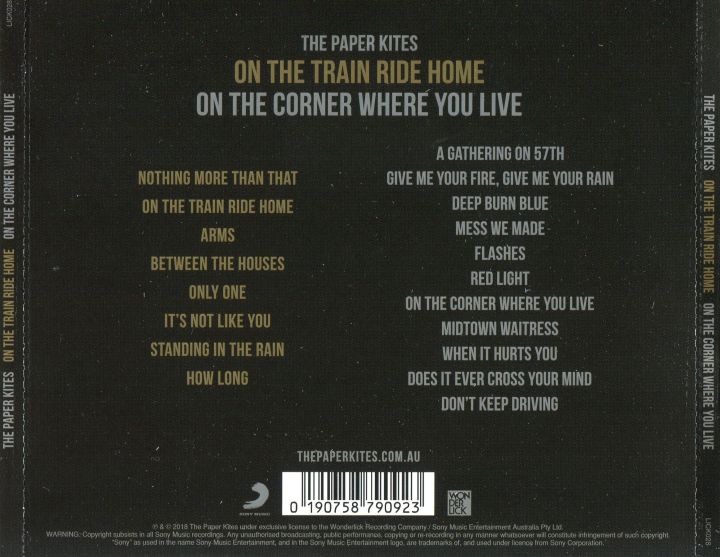 THE PAPER KITES
ON THE TRAIN RIDE HOME
ON THE CORNER WHERE YOU LIVE
NOTHING MORE THAN THAT
ON THE TRAIN RIDE HOME
ARMS
BETWEEN THE HOUSES
ONLY ONE
IT'S NOT LIKE YOU
STANDING IN THE RAIN
HOW LONG
A GATHERING ON 57TH
GIVE ME YOUR FIRE, GIVE ME YOUR RAIN
DEEP BURN BLUE
MESS WE MADE
FLASHES
RED LIGHT
ON THE CORNER WHERE YOU LIVE
MIDTOWN WAITRESS
WHEN IT HURTS YOU
DOES IT EVER CROSS YOUR MIND
DON'T KEEP DRIVING
THEPAPERKITES.COM.AU
SONY MUSIC
0 190758 790923
WONDERLICK
℗ & © 2018 The Paper Kites under exclusive license to the Wonderlick Recording Company / Sony Music Entertainment Australia Pty Ltd.
WARNING: Copyright subsists in all Sony Music recordings. Any unauthorised broadcasting, public performance, copying or re-recording in any manner whatsoever will constitute infringement of such copyright.
"Sony" as used in the name Sony Music Entertainment, and in the Sony Music Entertainment logo, are trademarks of, and used under licence from Sony Corporation.
THE PAPER KITES ON THE TRAIN RIDE HOME ON THE CORNER WHERE YOU LIVE
LICK028
THE PAPER KITES ON THE TRAIN RIDE HOME ON THE CORNER WHERE YOU LIVE
LICK028